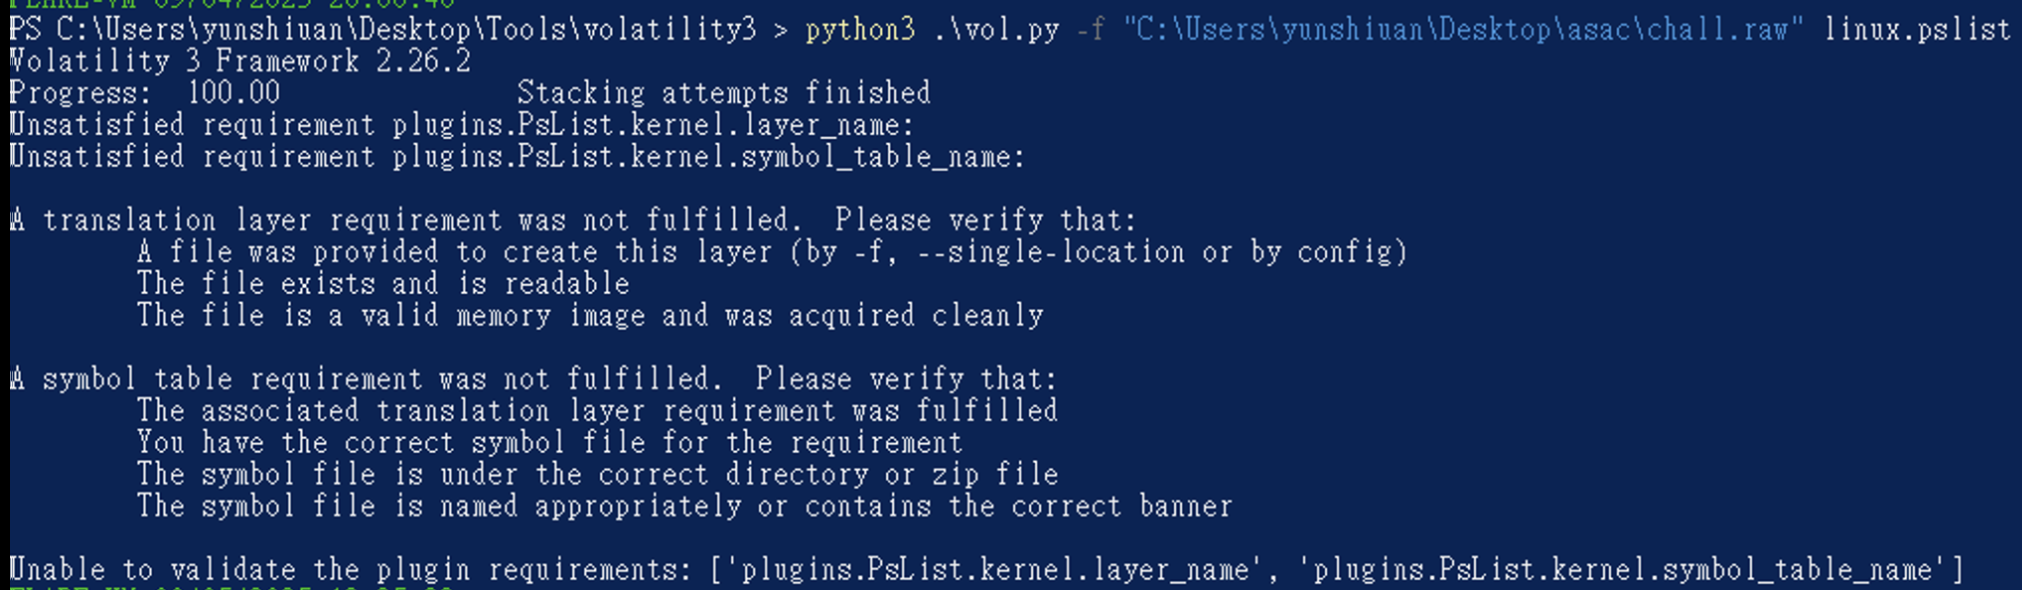 PS C:\Users\yunshiuan\Desktop\Tools\volatility3 > python3 .\vol.py -f "C:\Users\yunshiuan\Desktop\asac\chall.raw" linux.pslist
Volatility 3 Framework 2.26.2
Progress:  100.00               Stacking attempts finished
Unsatisfied requirement plugins.PsList.kernel.layer_name:
Unsatisfied requirement plugins.PsList.kernel.symbol_table_name:
A translation layer requirement was not fulfilled.  Please verify that:
        A file was provided to create this layer (by -f, --single-location or by config)
        The file exists and is readable
        The file is a valid memory image and was acquired cleanly
A symbol table requirement was not fulfilled.  Please verify that:
        The associated translation layer requirement was fulfilled
        You have the correct symbol file for the requirement
        The symbol file is under the correct directory or zip file
        The symbol file is named appropriately or contains the correct banner
Unable to validate the plugin requirements: ['plugins.PsList.kernel.layer_name', 'plugins.PsList.kernel.symbol_table_name']